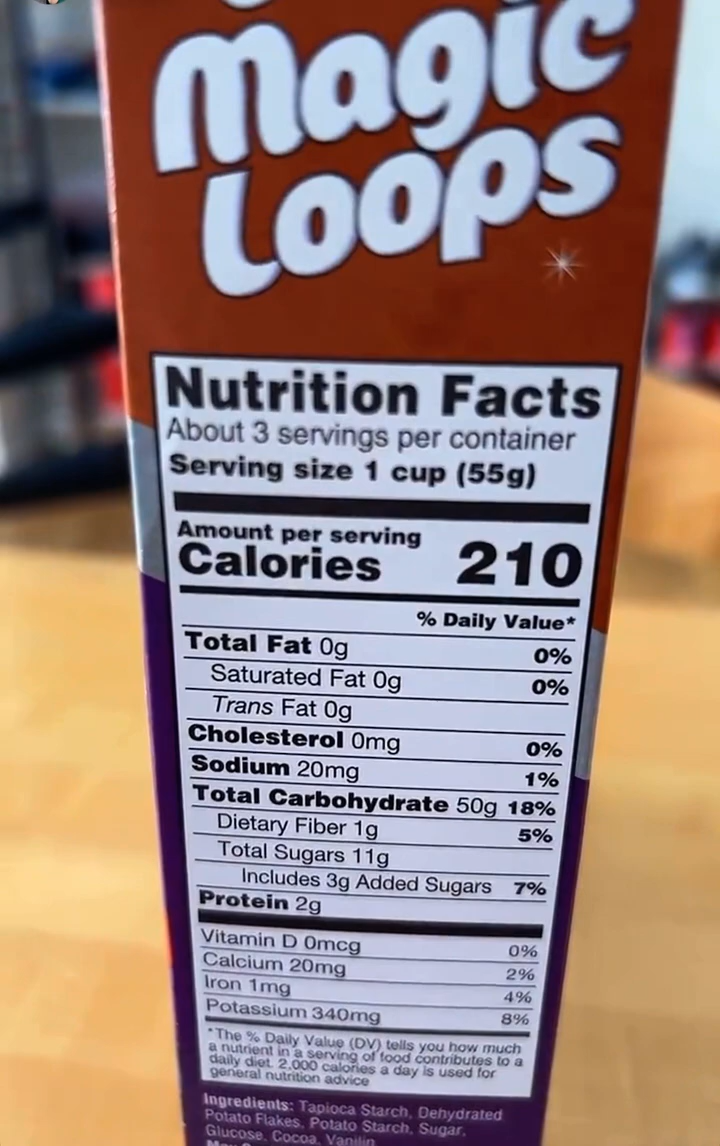 Magic
Loops
Nutrition Facts
About 3 servings per container
Serving size 1 cup (55g)
Amount per serving
Calories 210
% Daily Value*
Total Fat 0g 0%
Saturated Fat 0g 0%
Trans Fat 0g
Cholesterol 0mg 0%
Sodium 20mg 1%
Total Carbohydrate 50g 18%
Dietary Fiber 1g 5%
Total Sugars 11g
Includes 3g Added Sugars 7%
Protein 2g
Vitamin D 0mcg 0%
Calcium 20mg 2%
Iron 1mg 4%
Potassium 340mg 8%
*The % Daily Value (DV) tells you how much
a nutrient in a serving of food contributes to a
daily diet. 2,000 calories a day is used for
general nutrition advice
Ingredients: Tapioca Starch, Dehydrated
Potato Flakes, Potato Starch, Sugar,
Glucose, Cocoa, Vanilin